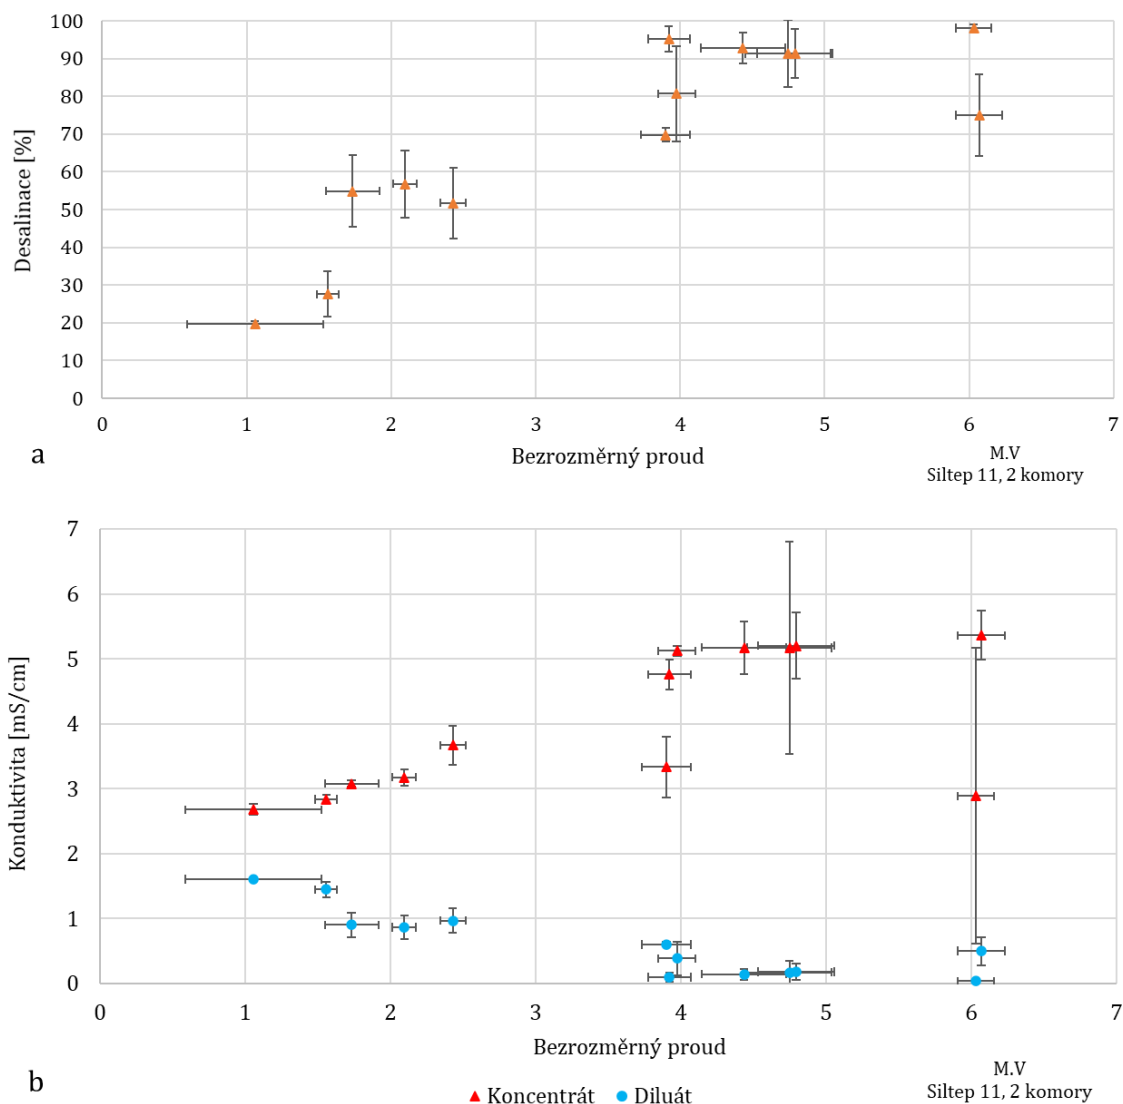 100
90
80
70
60
50
40
30
20
10
0
Desalinace [%]
0 1 2 3 4 5 6 7
Bezrozměrný proud
a
M.V
Siltep 11, 2 komory
7
6
5
4
3
2
1
0
Konduktivita [mS/cm]
0 1 2 3 4 5 6 7
Bezrozměrný proud
b
M.V
Siltep 11, 2 komory
Koncentrát Diluát